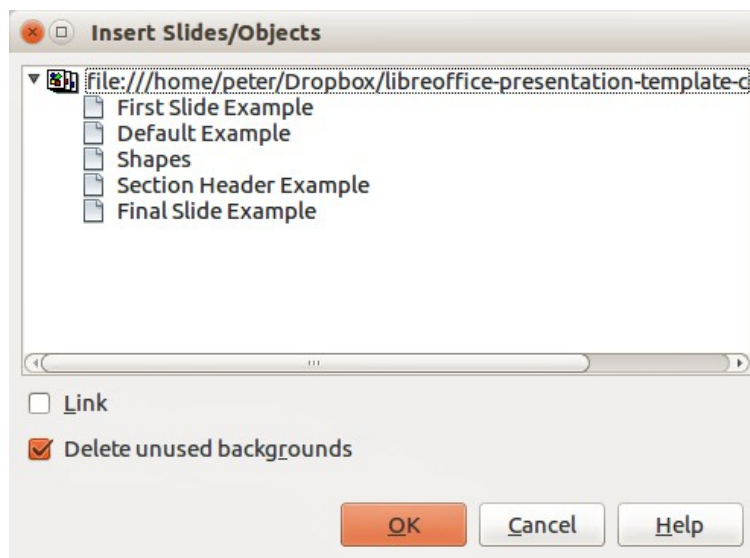 Insert Slides/Objects
file:///home/peter/Dropbox/libreoffice-presentation-template-c
First Slide Example
Default Example
Shapes
Section Header Example
Final Slide Example
Link
Delete unused backgrounds
OK Cancel Help